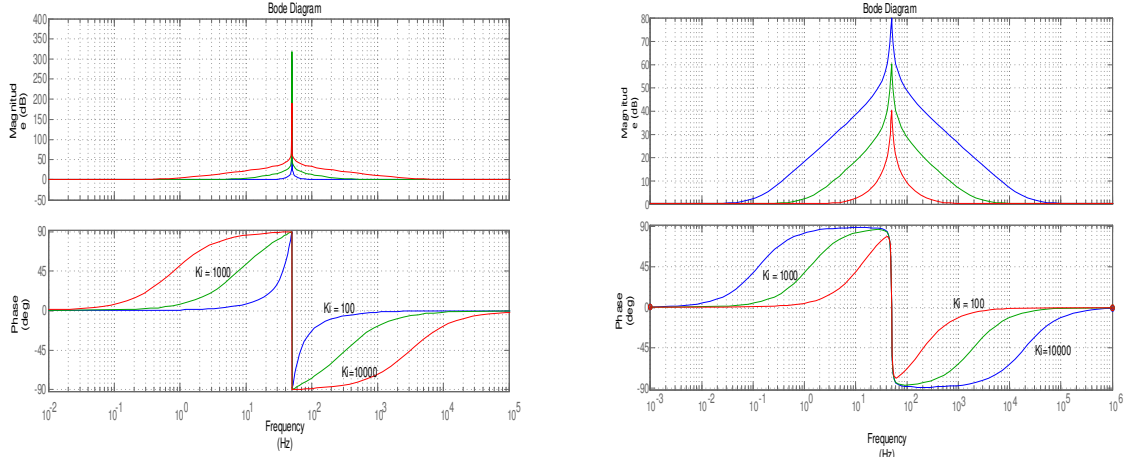 Bode Diagram
400
350
300
250
200
150
100
50
0
-50
Magnitud
e (dB)
90
45
0
-45
-90
Phase
(deg)
Ki = 1000
Ki = 100
Ki=10000
10^-2
10^-1
10^0
10^1
10^2
10^3
10^4
10^5
Frequency
(Hz)
Bode Diagram
80
70
60
50
40
30
20
10
0
Magnitud
e (dB)
90
45
0
-45
-90
Phase
(deg)
Ki = 1000
Ki = 100
Ki=10000
10^-3
10^-2
10^-1
10^0
10^1
10^2
10^3
10^4
10^5
10^6
Frequency
(Hz)